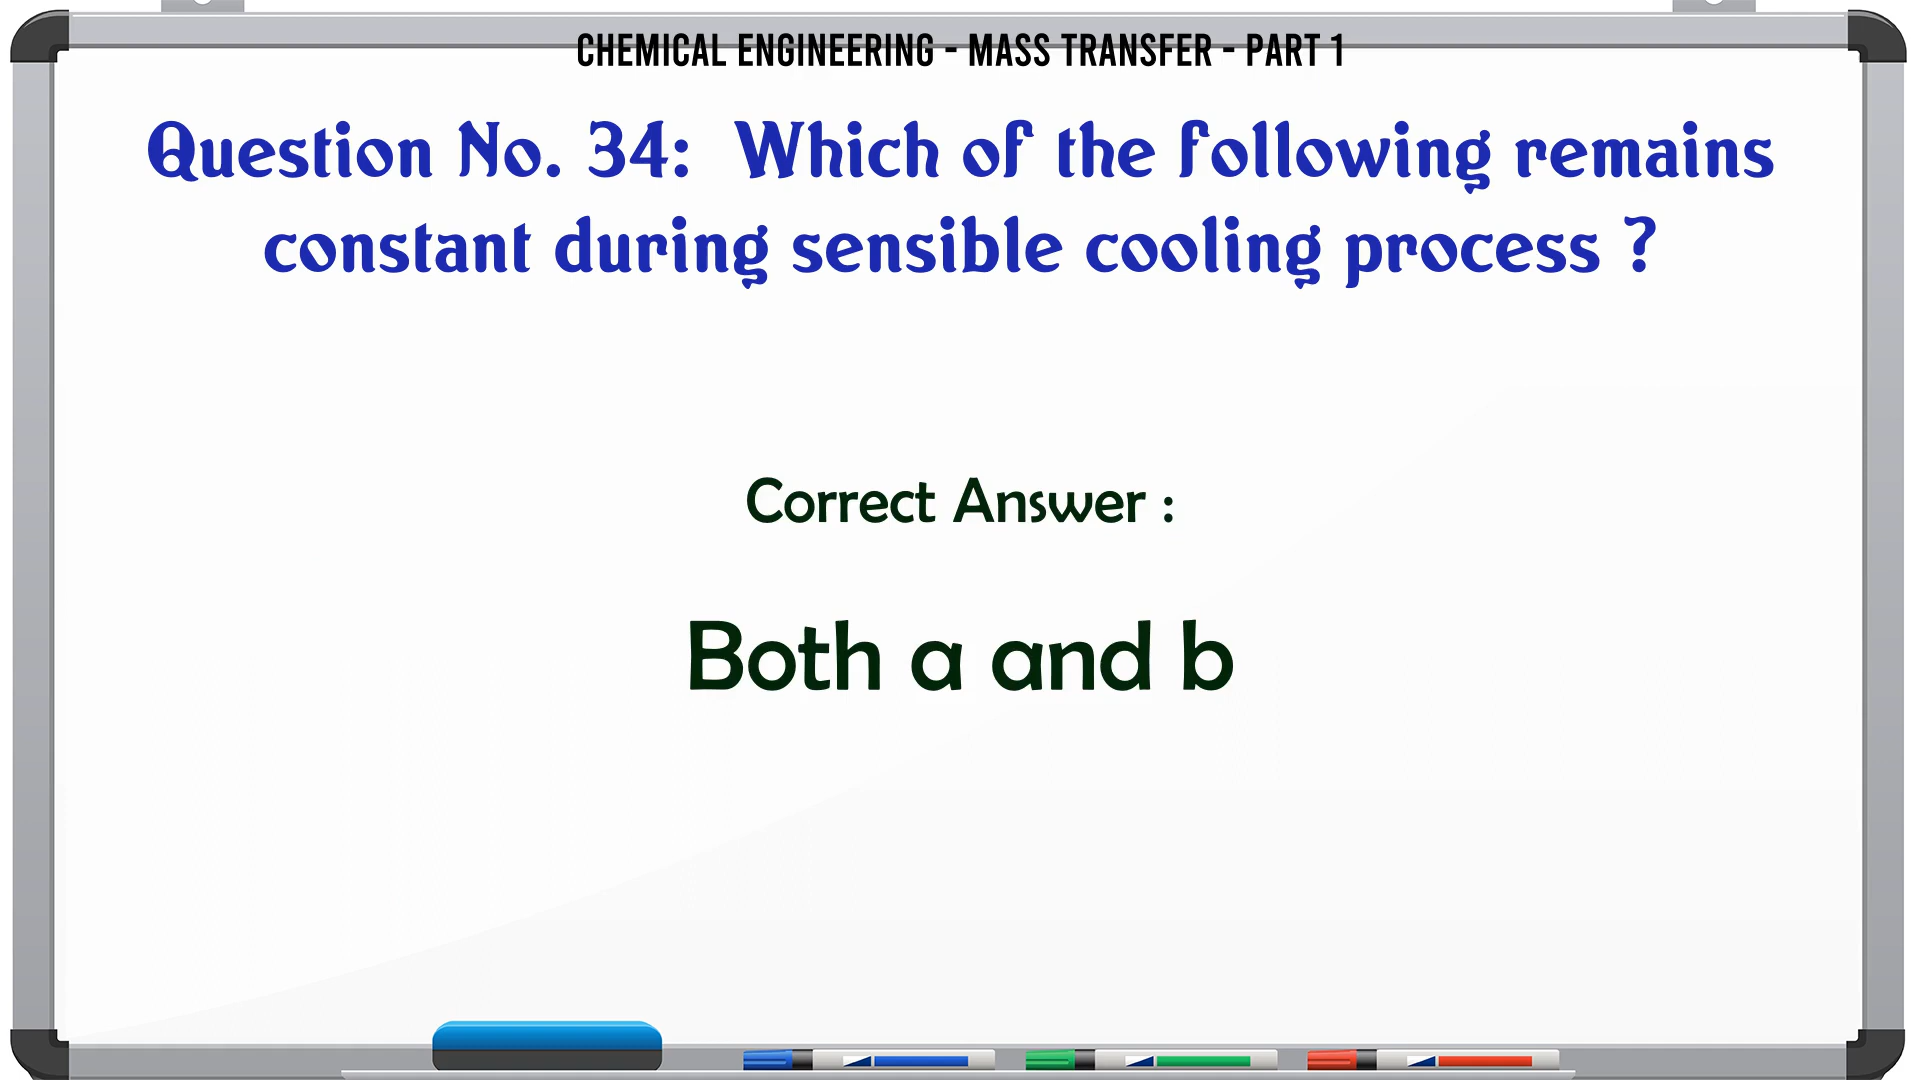 CHEMICAL ENGINEERING - MASS TRANSFER - PART 1
Question No. 34: Which of the following remains
constant during sensible cooling process ?
Correct Answer :
Both a and b